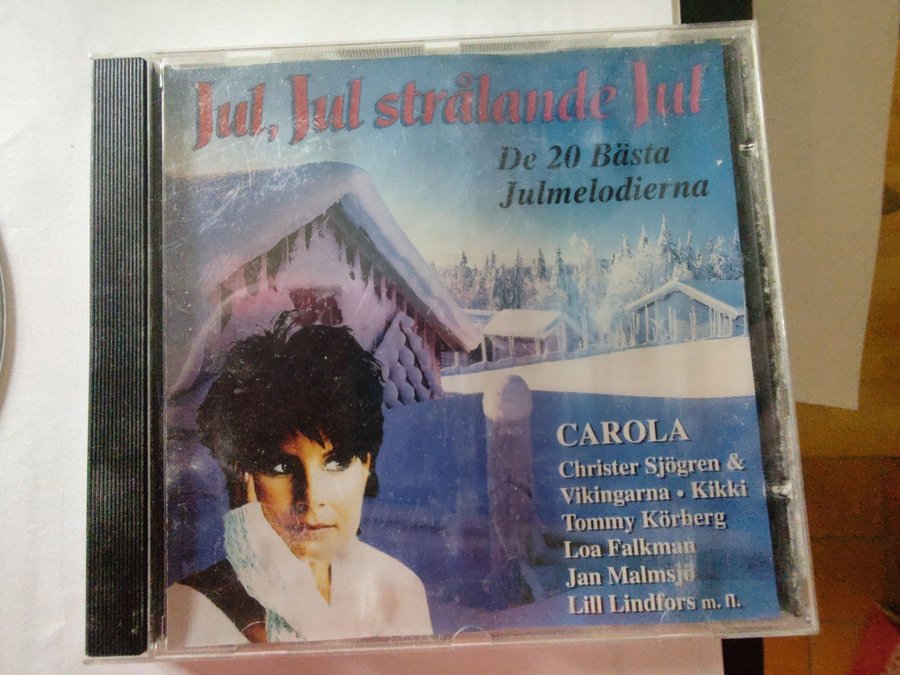 Jul, Jul strålande Jul
De 20 Bästa
Julmelodierna
CAROLA
Christer Sjögren &
Vikingarna • Kikki
Tommy Körberg
Loa Falkman
Jan Malmsjö
Lill Lindfors m. fl.